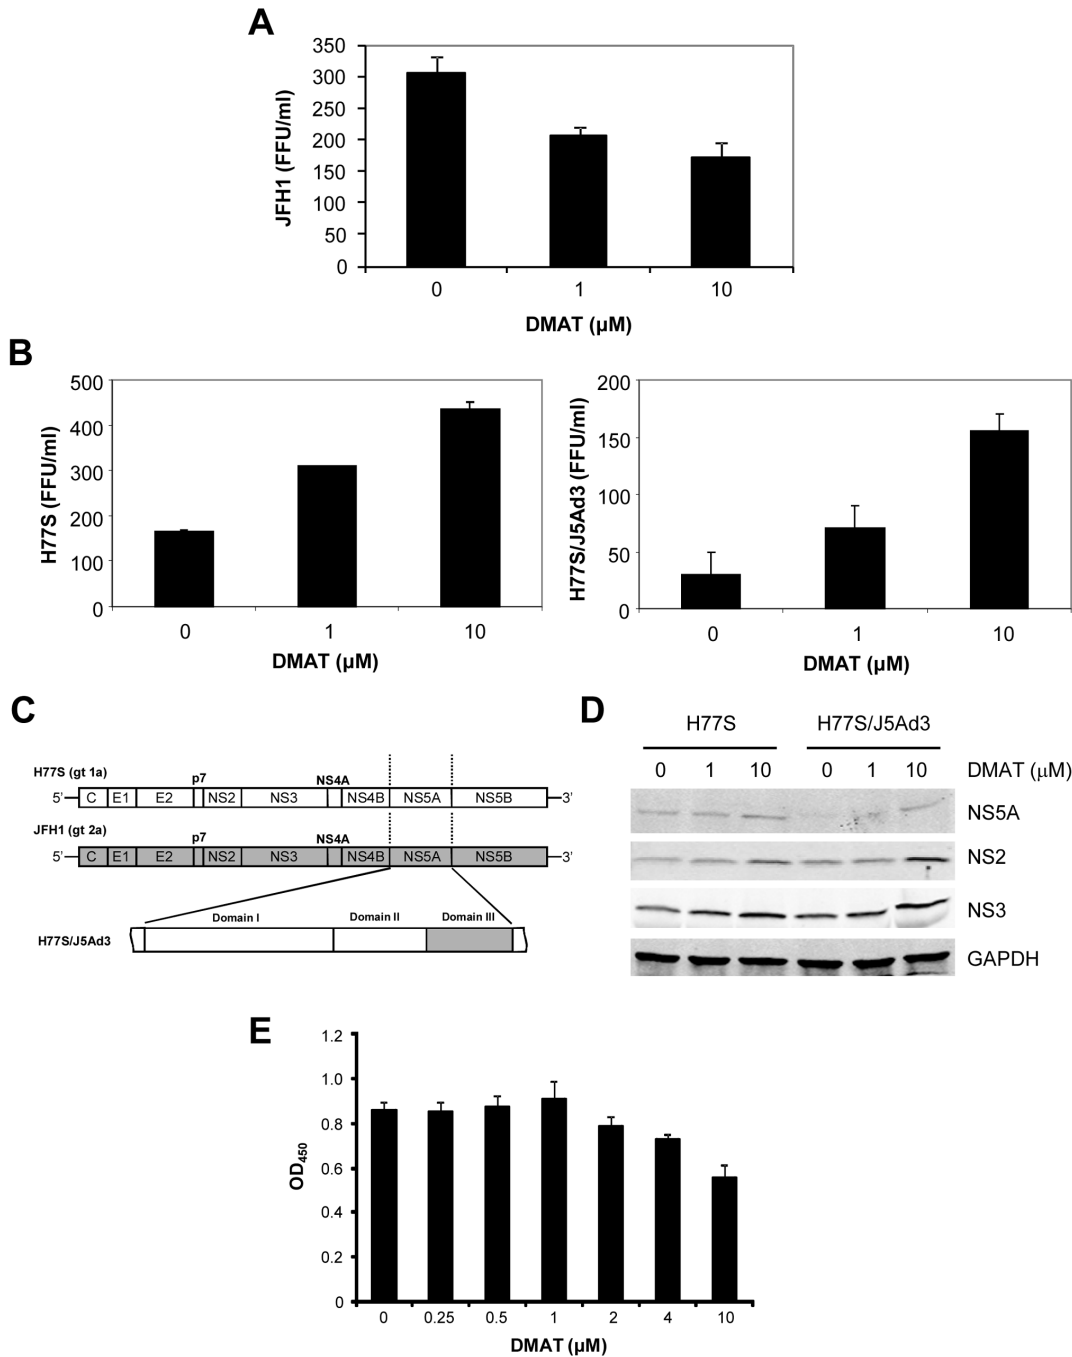 A
JFH1 (FFU/ml)
350
300
250
200
150
100
50
0
0 1 10
DMAT (µM)
B
H77S (FFU/ml)
500
400
300
200
100
0
0 1 10
DMAT (µM)
H77S/J5Ad3 (FFU/ml)
200
150
100
50
0
0 1 10
DMAT (µM)
C
H77S (gt 1a) p7 NS4A
5’ C E1 E2 NS2 NS3 NS4B NS5A NS5B 3’
JFH1 (gt 2a) p7 NS4A
5’ C E1 E2 NS2 NS3 NS4B NS5A NS5B 3’
Domain I Domain II Domain III
H77S/J5Ad3
D
H77S H77S/J5Ad3
0 1 10 0 1 10 DMAT (µM)
NS5A
NS2
NS3
GAPDH
E
OD450
1.2
1.0
0.8
0.6
0.4
0.2
0
0 0.25 0.5 1 2 4 10
DMAT (µM)